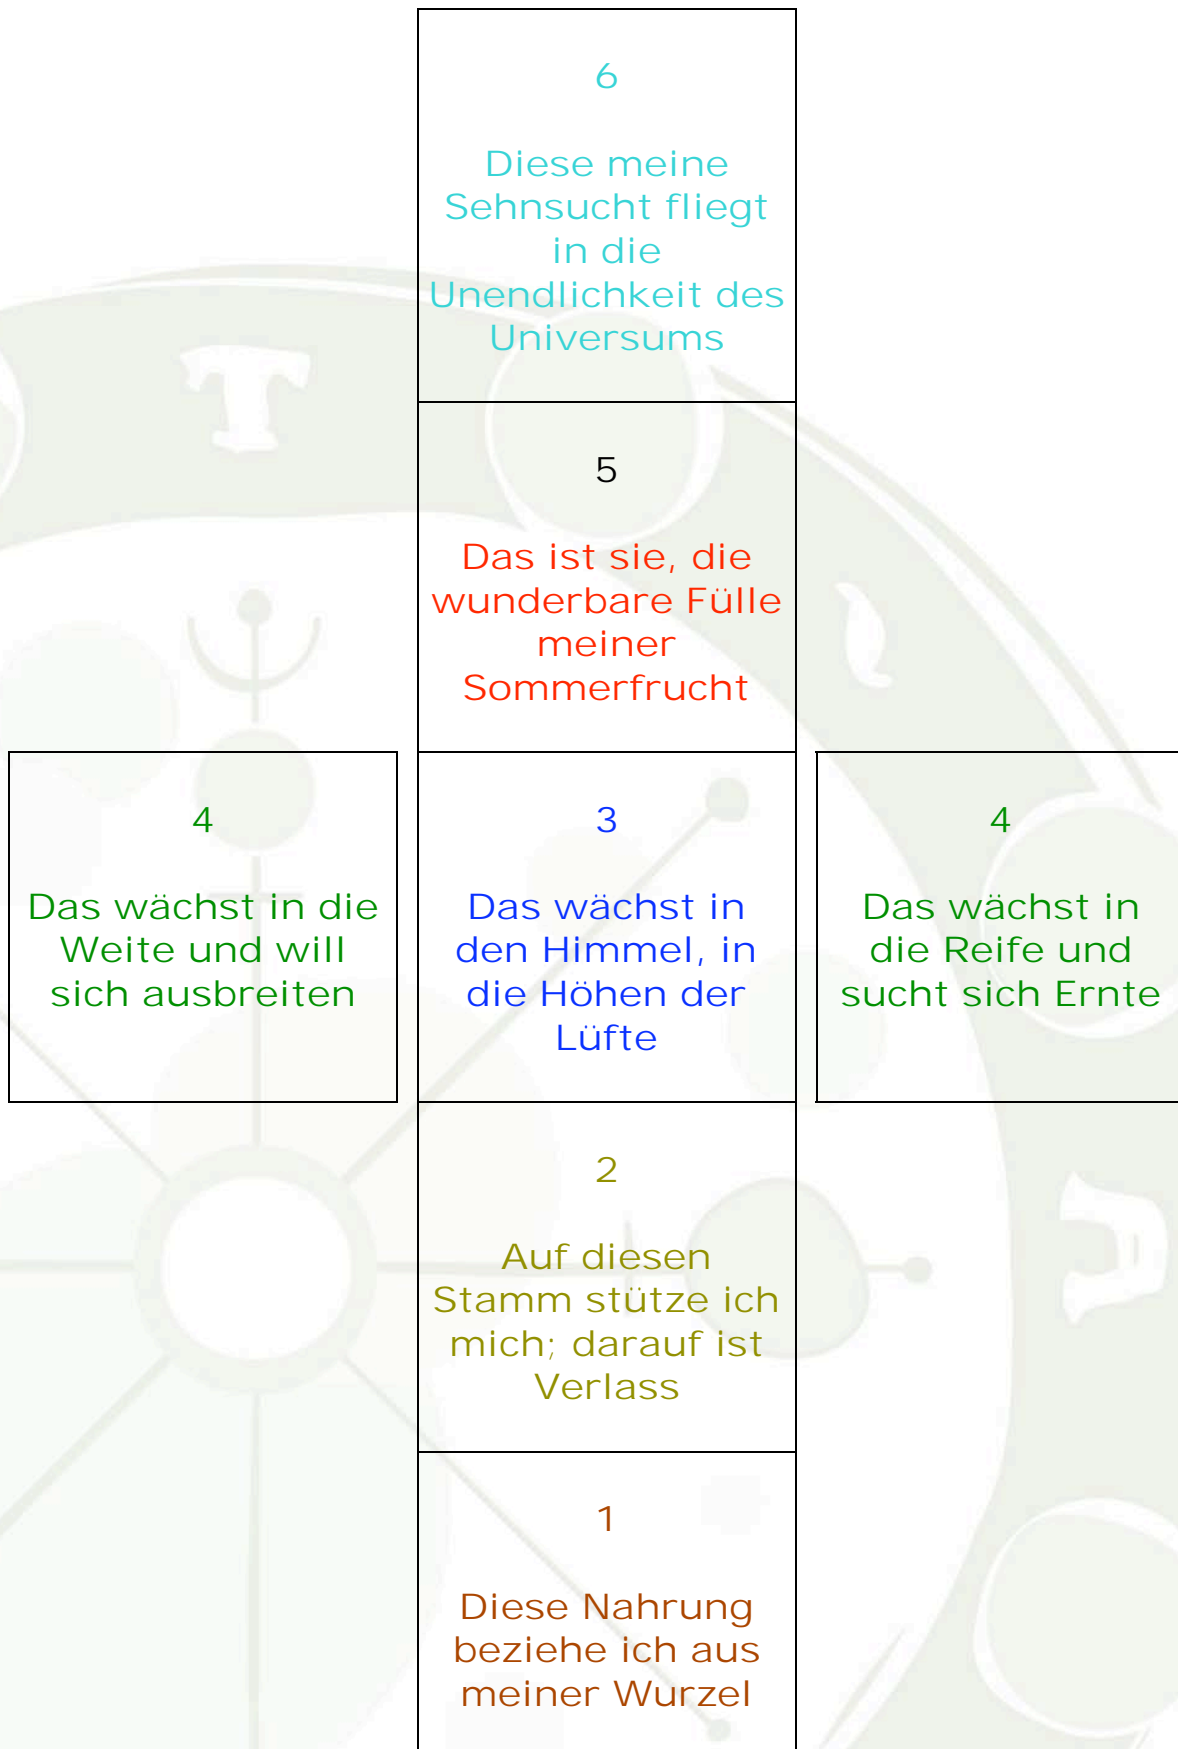 6
Diese meine
Sehnsucht fliegt
in die
Unendlichkeit des
Universums
5
Das ist sie, die
wunderbare Fülle
meiner
Sommerfrucht
4
Das wächst in die
Weite und will
sich ausbreiten
3
Das wächst in
den Himmel, in
die Höhen der
Lüfte
4
Das wächst in
die Reife und
sucht sich Ernte
2
Auf diesen
Stamm stütze ich
mich; darauf ist
Verlass
1
Diese Nahrung
beziehe ich aus
meiner Wurzel